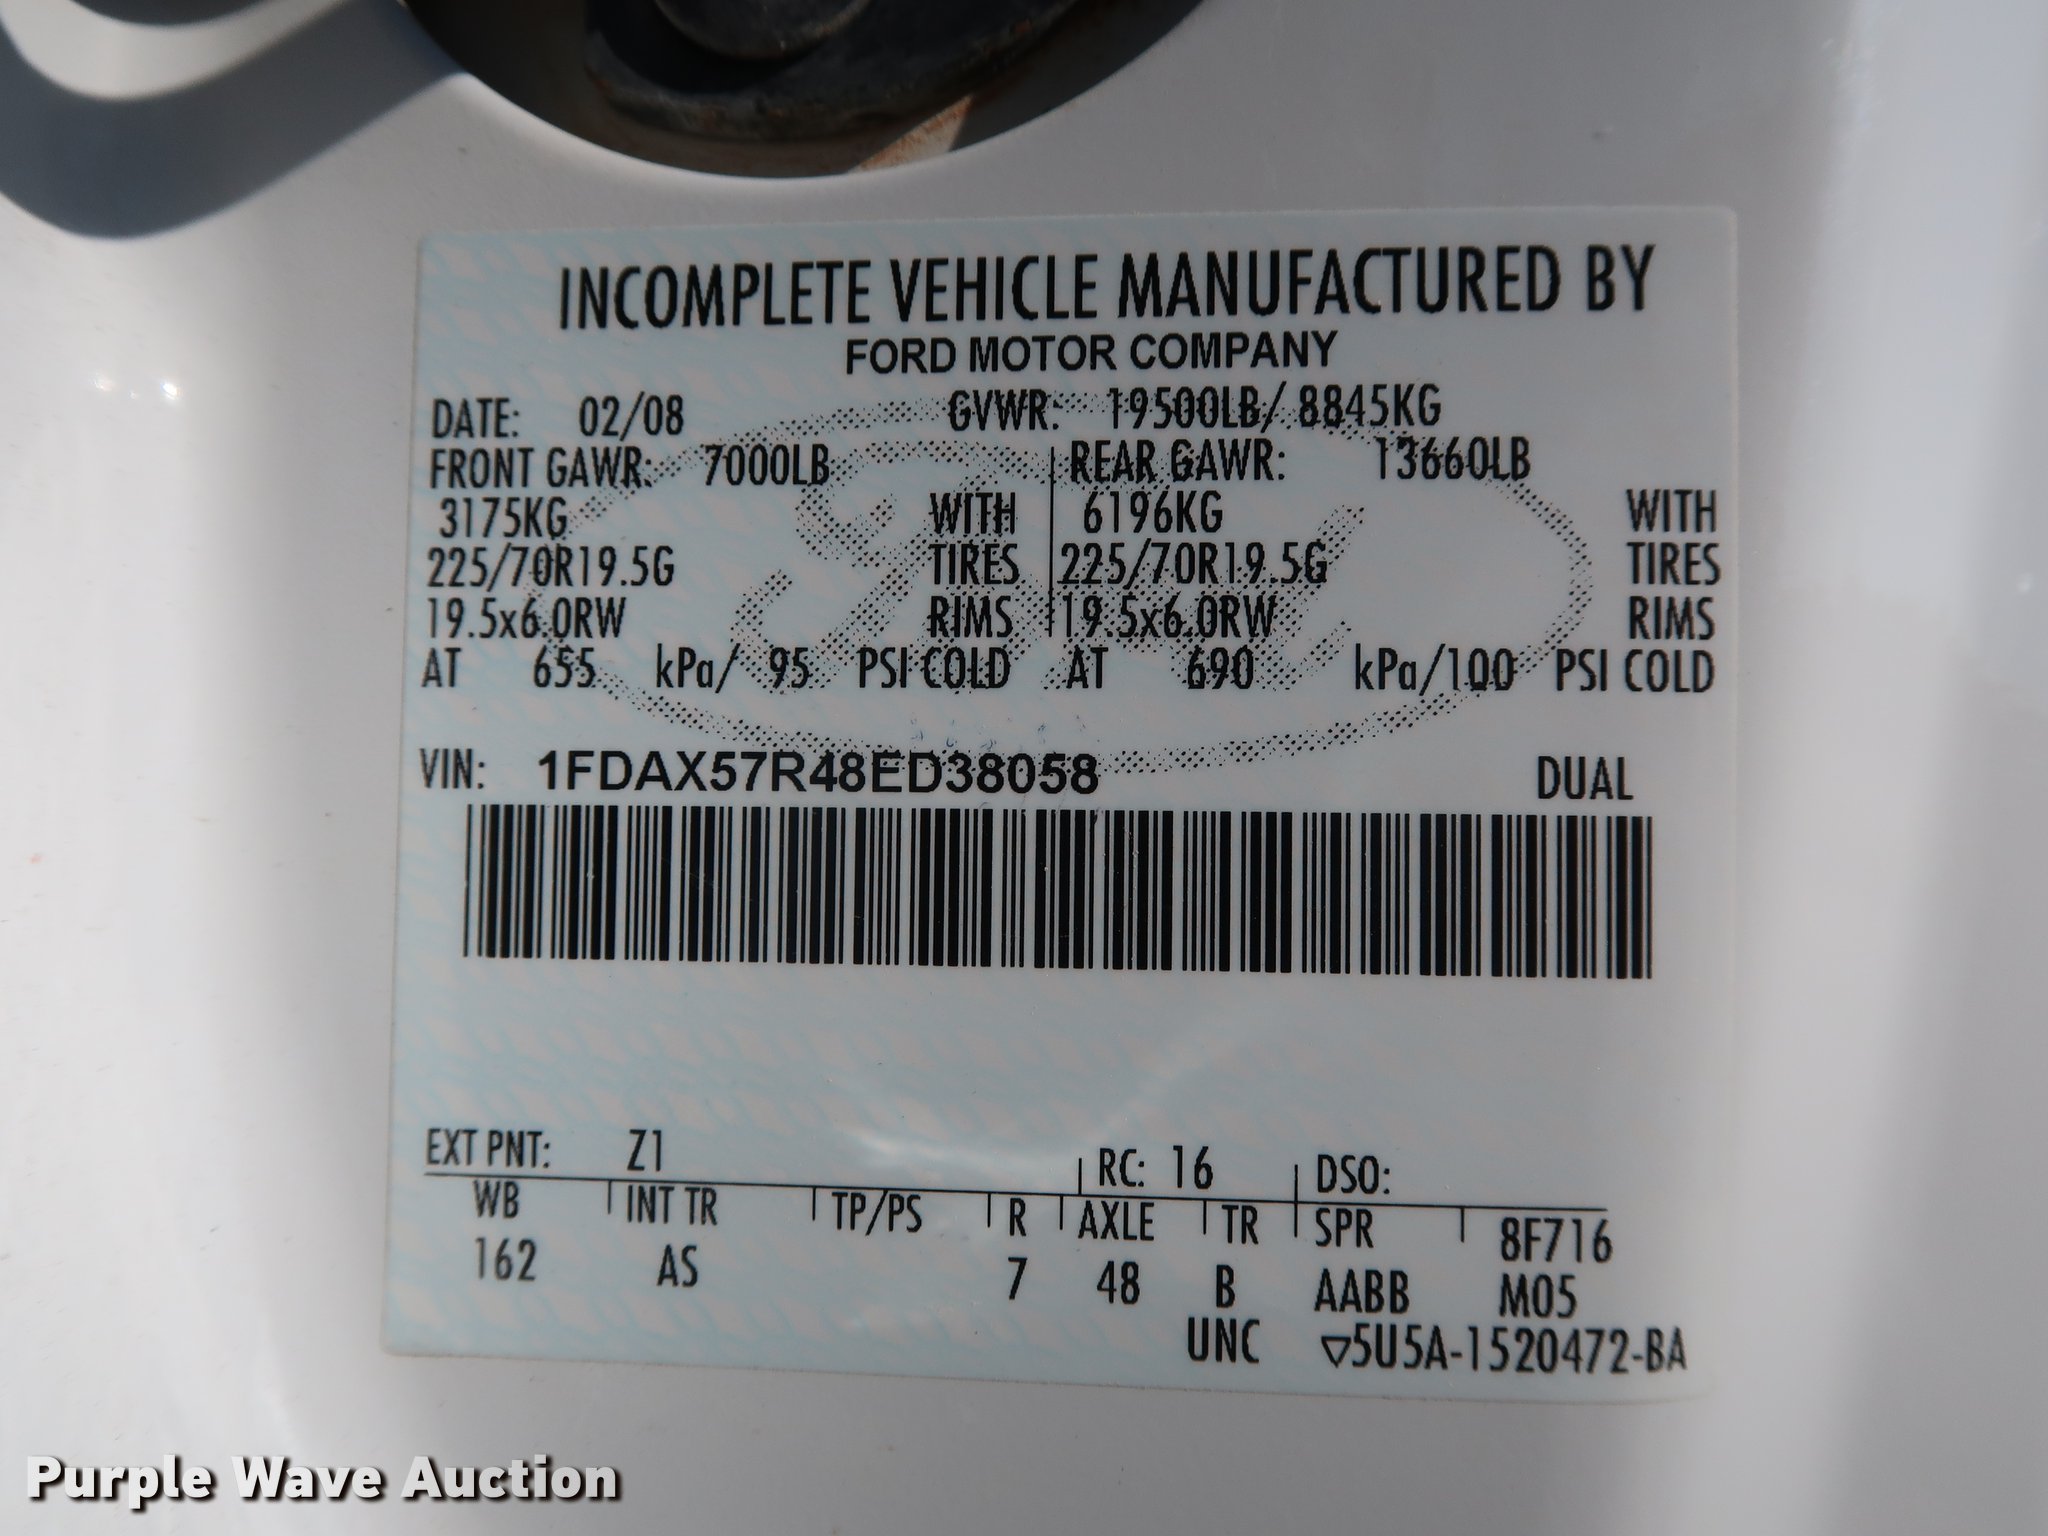 INCOMPLETE VEHICLE MANUFACTURED BY
FORD MOTOR COMPANY
DATE: 02/08 GVWR: 19500LB/ 8845KG
FRONT GAWR: 7000LB REAR GAWR: 13660LB
3175KG WITH 6196KG WITH
225/70R19.5G TIRES 225/70R19.5G TIRES
19.5x6.0RW RIMS 19.5x6.0RW RIMS
AT 655 kPa/ 95 PSI COLD AT 690 kPa/100 PSI COLD
VIN: 1FDAX57R48ED38058 DUAL
EXT PNT: Z1 RC: 16 DSO:
WB INT TR TP/PS R AXLE TR SPR 8F716
162 AS 7 48 B AABB M05
UNC ▽5U5A-1520472-BA
Purple Wave Auction